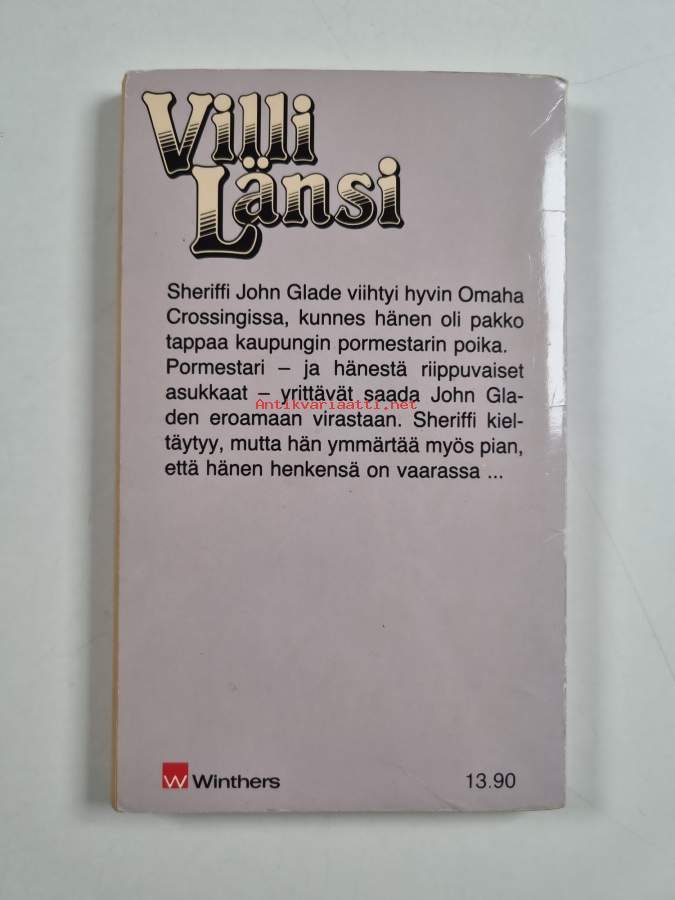 Villi
Länsi
Sheriffi John Glade viihtyi hyvin Omaha
Crossingissa, kunnes hänen oli pakko
tappaa kaupungin pormestarin poika.
Pormestari – ja hänestä riippuvaiset
asukkaat – yrittävät saada John Gla-
den eroamaan virastaan. Sheriffi kiel-
täytyy, mutta hän ymmärtää myös pian,
että hänen henkensä on vaarassa ...
Antikvariaatti.net
W Winthers
13.90